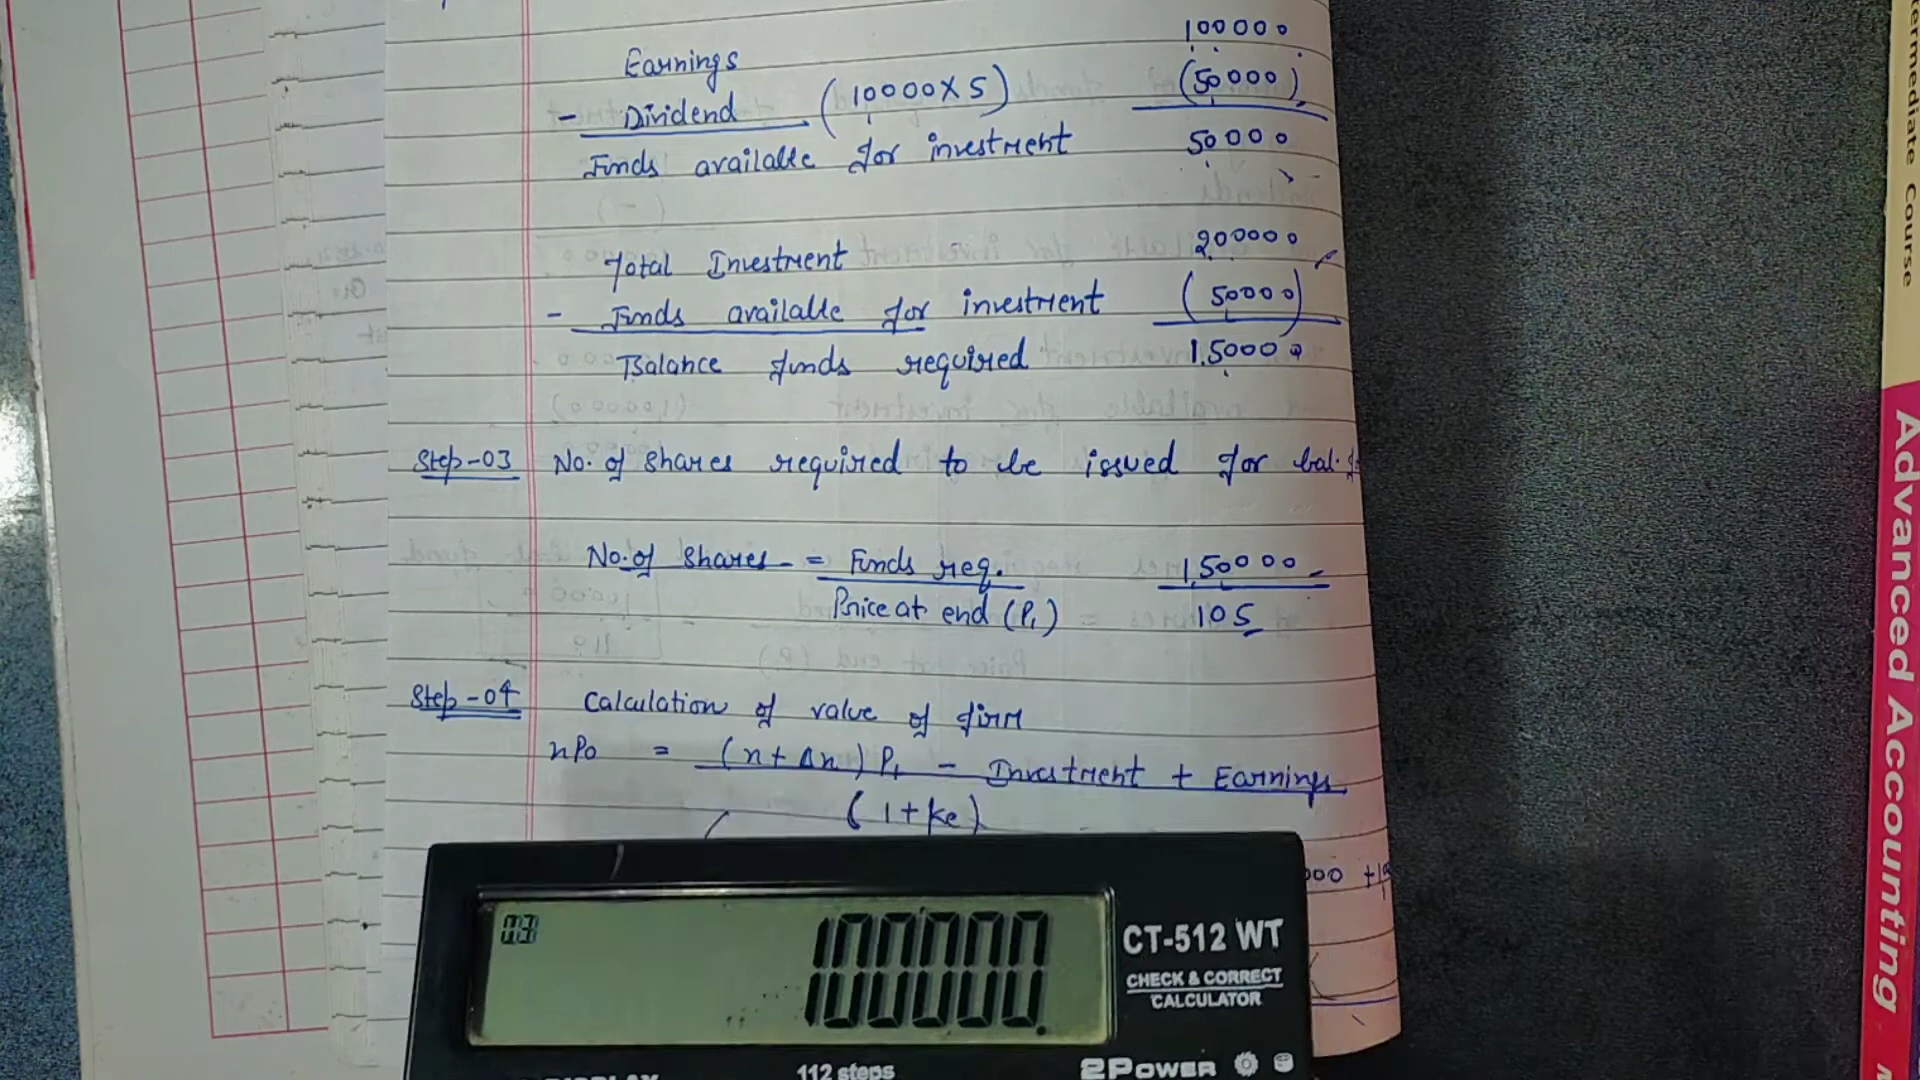 100000
Earnings
- Dividend (10000 X 5) (50000)
Funds available for investment 50000
Total Investment 200000
- Funds available for investment (50000)
Balance funds required 150000
Step-03 No. of shares required to be issued for bal.
No. of shares = Funds req. 150000
Price at end (P1) 105
Step-04 Calculation of value of firm
nP0 = (n + Δn) P1 - Investment + Earnings
(1 + ke)
000 +
100000
CT-512 WT
CHECK & CORRECT
CALCULATOR
112 steps
2POWER
termediate Course
Advanced Accounting